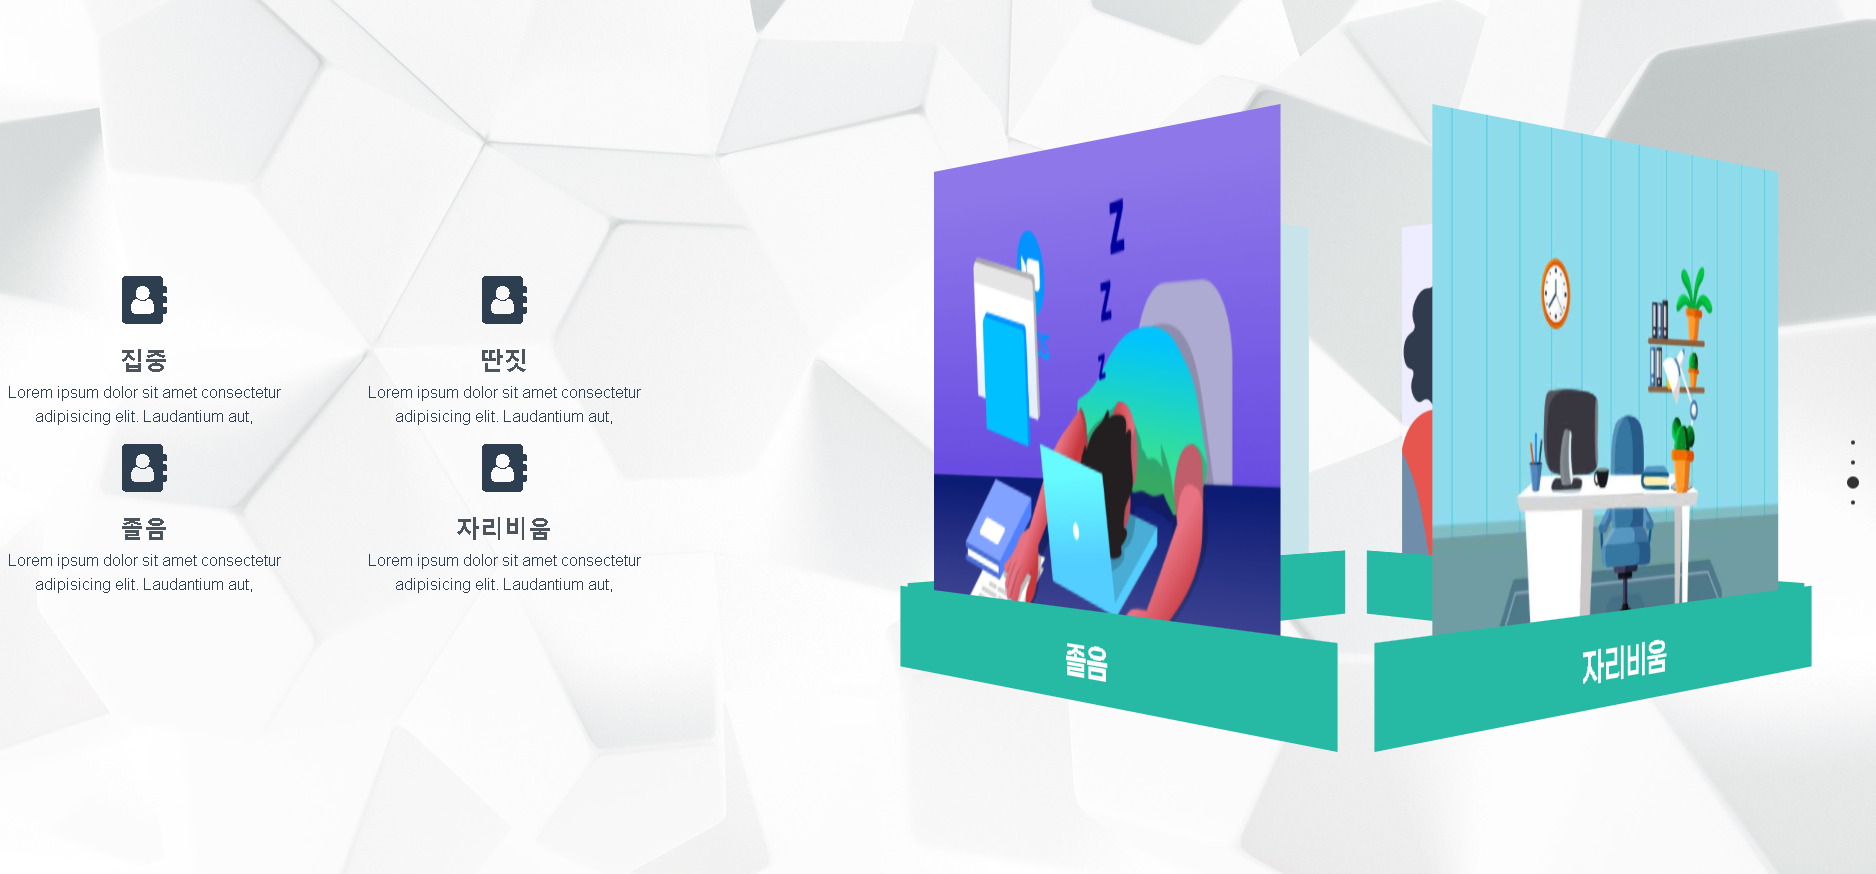 집중
Lorem ipsum dolor sit amet consectetur
adipisicing elit. Laudantium aut,
딴짓
Lorem ipsum dolor sit amet consectetur
adipisicing elit. Laudantium aut,
졸음
Lorem ipsum dolor sit amet consectetur
adipisicing elit. Laudantium aut,
자리비움
Lorem ipsum dolor sit amet consectetur
adipisicing elit. Laudantium aut,
Z
Z
Z
졸음
자리비움